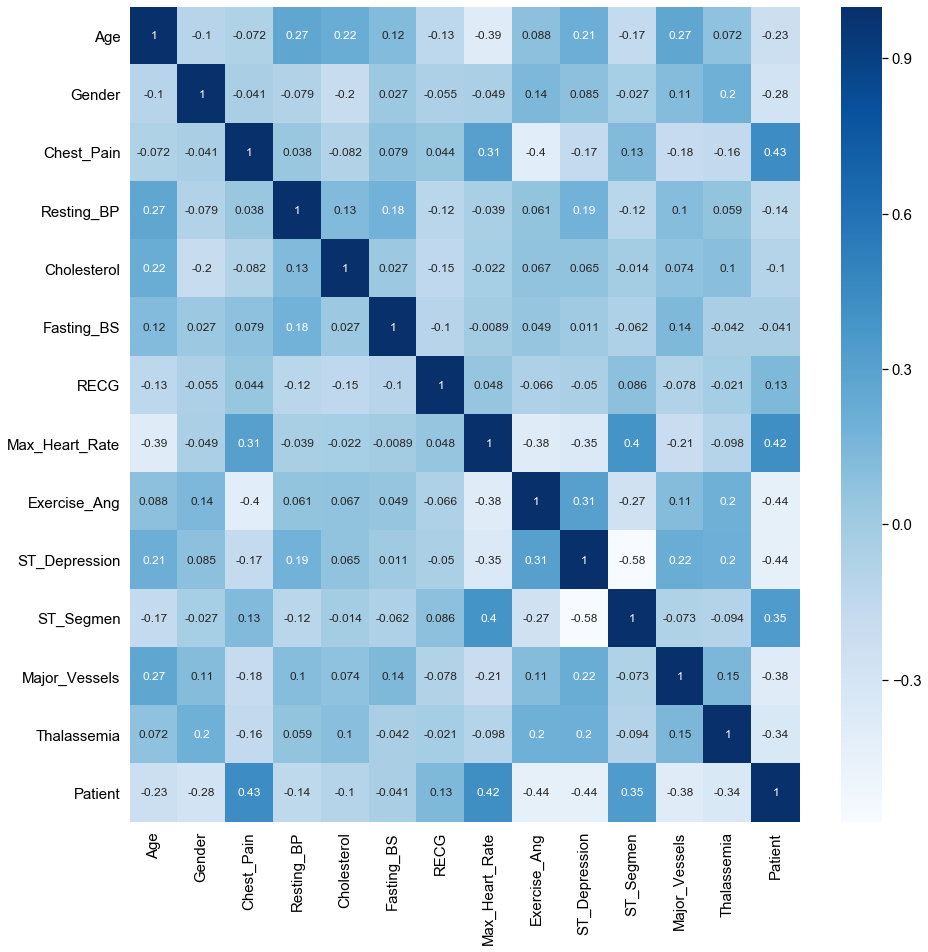 Age 1 -0.1 -0.072 0.27 0.22 0.12 -0.13 -0.39 0.088 0.21 -0.17 0.27 0.072 -0.23
Gender -0.1 1 -0.041 -0.079 -0.2 0.027 -0.055 -0.049 0.14 0.085 -0.027 0.11 0.2 -0.28
Chest_Pain -0.072 -0.041 1 0.038 -0.082 0.079 0.044 0.31 -0.4 -0.17 0.13 -0.18 -0.16 0.43
Resting_BP 0.27 -0.079 0.038 1 0.13 0.18 -0.12 -0.039 0.061 0.19 -0.12 0.1 0.059 -0.14
Cholesterol 0.22 -0.2 -0.082 0.13 1 0.027 -0.15 -0.022 0.067 0.065 -0.014 0.074 0.1 -0.1
Fasting_BS 0.12 0.027 0.079 0.18 0.027 1 -0.1 -0.0089 0.049 0.011 -0.062 0.14 -0.042 -0.041
RECG -0.13 -0.055 0.044 -0.12 -0.15 -0.1 1 0.048 -0.066 -0.05 0.086 -0.078 -0.021 0.13
Max_Heart_Rate -0.39 -0.049 0.31 -0.039 -0.022 -0.0089 0.048 1 -0.38 -0.35 0.4 -0.21 -0.098 0.42
Exercise_Ang 0.088 0.14 -0.4 0.061 0.067 0.049 -0.066 -0.38 1 0.31 -0.27 0.11 0.2 -0.44
ST_Depression 0.21 0.085 -0.17 0.19 0.065 0.011 -0.05 -0.35 0.31 1 -0.58 0.22 0.2 -0.44
ST_Segmen -0.17 -0.027 0.13 -0.12 -0.014 -0.062 0.086 0.4 -0.27 -0.58 1 -0.073 -0.094 0.35
Major_Vessels 0.27 0.11 -0.18 0.1 0.074 0.14 -0.078 -0.21 0.11 0.22 -0.073 1 0.15 -0.38
Thalassemia 0.072 0.2 -0.16 0.059 0.1 -0.042 -0.021 -0.098 0.2 0.2 -0.094 0.15 1 -0.34
Patient -0.23 -0.28 0.43 -0.14 -0.1 -0.041 0.13 0.42 -0.44 -0.44 0.35 -0.38 -0.34 1
Age
Gender
Chest_Pain
Resting_BP
Cholesterol
Fasting_BS
RECG
Max_Heart_Rate
Exercise_Ang
ST_Depression
ST_Segmen
Major_Vessels
Thalassemia
Patient
0.9
0.6
0.3
0.0
−0.3